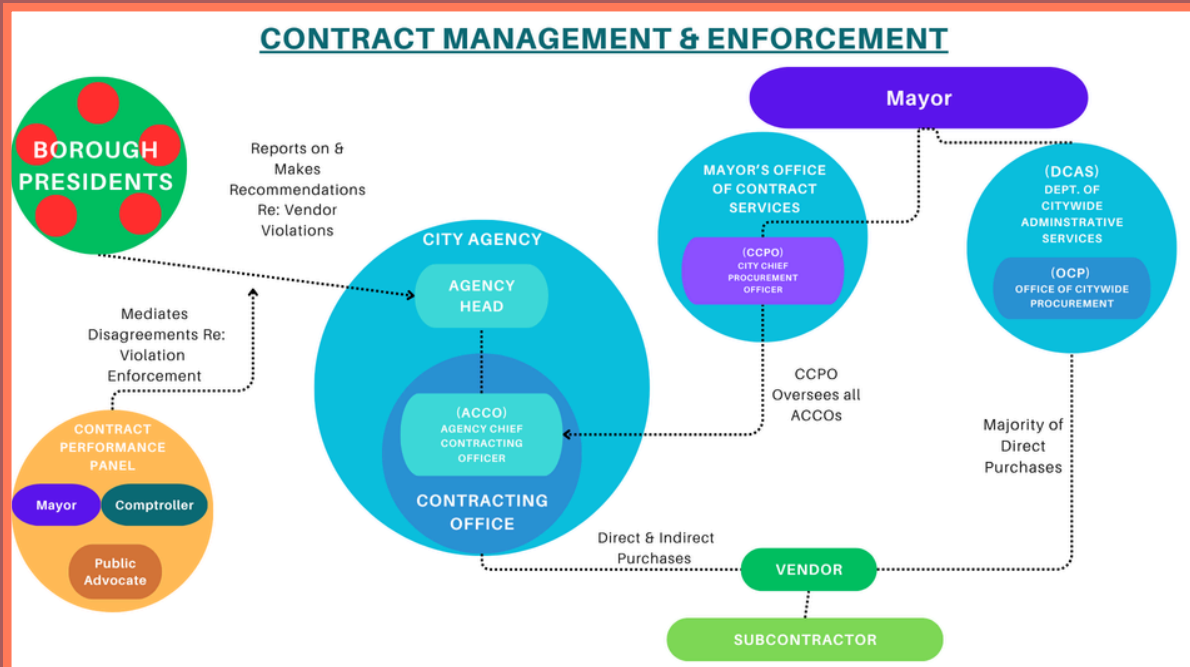 CONTRACT MANAGEMENT & ENFORCEMENT
BOROUGH
PRESIDENTS
Reports on &
Makes
Recommendations
Re: Vendor
Violations
Mediates
Disagreements Re:
Violation
Enforcement
CONTRACT
PERFORMANCE
PANEL
Mayor
Comptroller
Public
Advocate
CITY AGENCY
AGENCY
HEAD
(ACCO)
AGENCY CHIEF
CONTRACTING
OFFICER
CONTRACTING
OFFICE
Mayor
MAYOR'S OFFICE
OF CONTRACT
SERVICES
(CCPO)
CITY CHIEF
PROCUREMENT
OFFICER
CCPO
Oversees all
ACCOs
(DCAS)
DEPT. OF
CITYWIDE
ADMINSTRATIVE
SERVICES
(OCP)
OFFICE OF CITYWIDE
PROCUREMENT
Majority of
Direct
Purchases
Direct & Indirect
Purchases
VENDOR
SUBCONTRACTOR